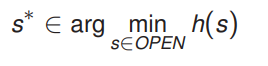 s* ∈ arg min h(s)
s∈OPEN